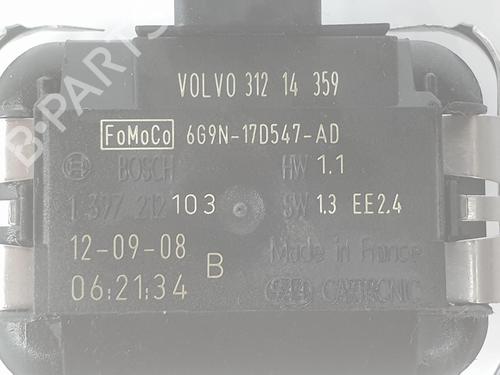 VOLVO 312 14 359
FoMoCo 6G9N-17D547-AD
BOSCH HW 1.1
1 397 212 103 SW 1.3 EE2.4
12-09-08 Made in France
06:21:34 B
B-PARTS